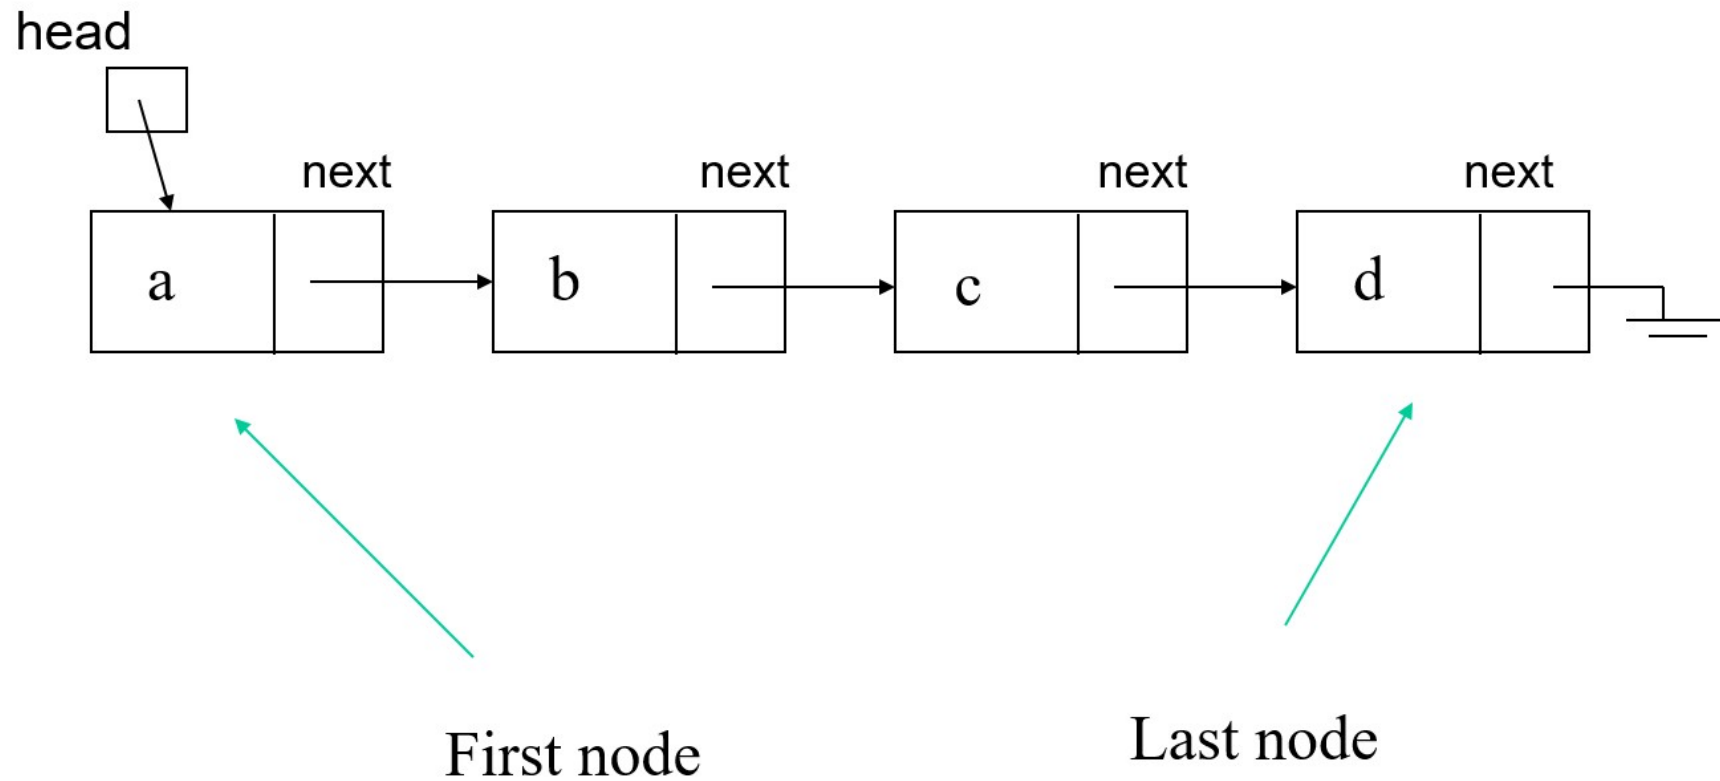 head
next next next next
a b c d
First node
Last node